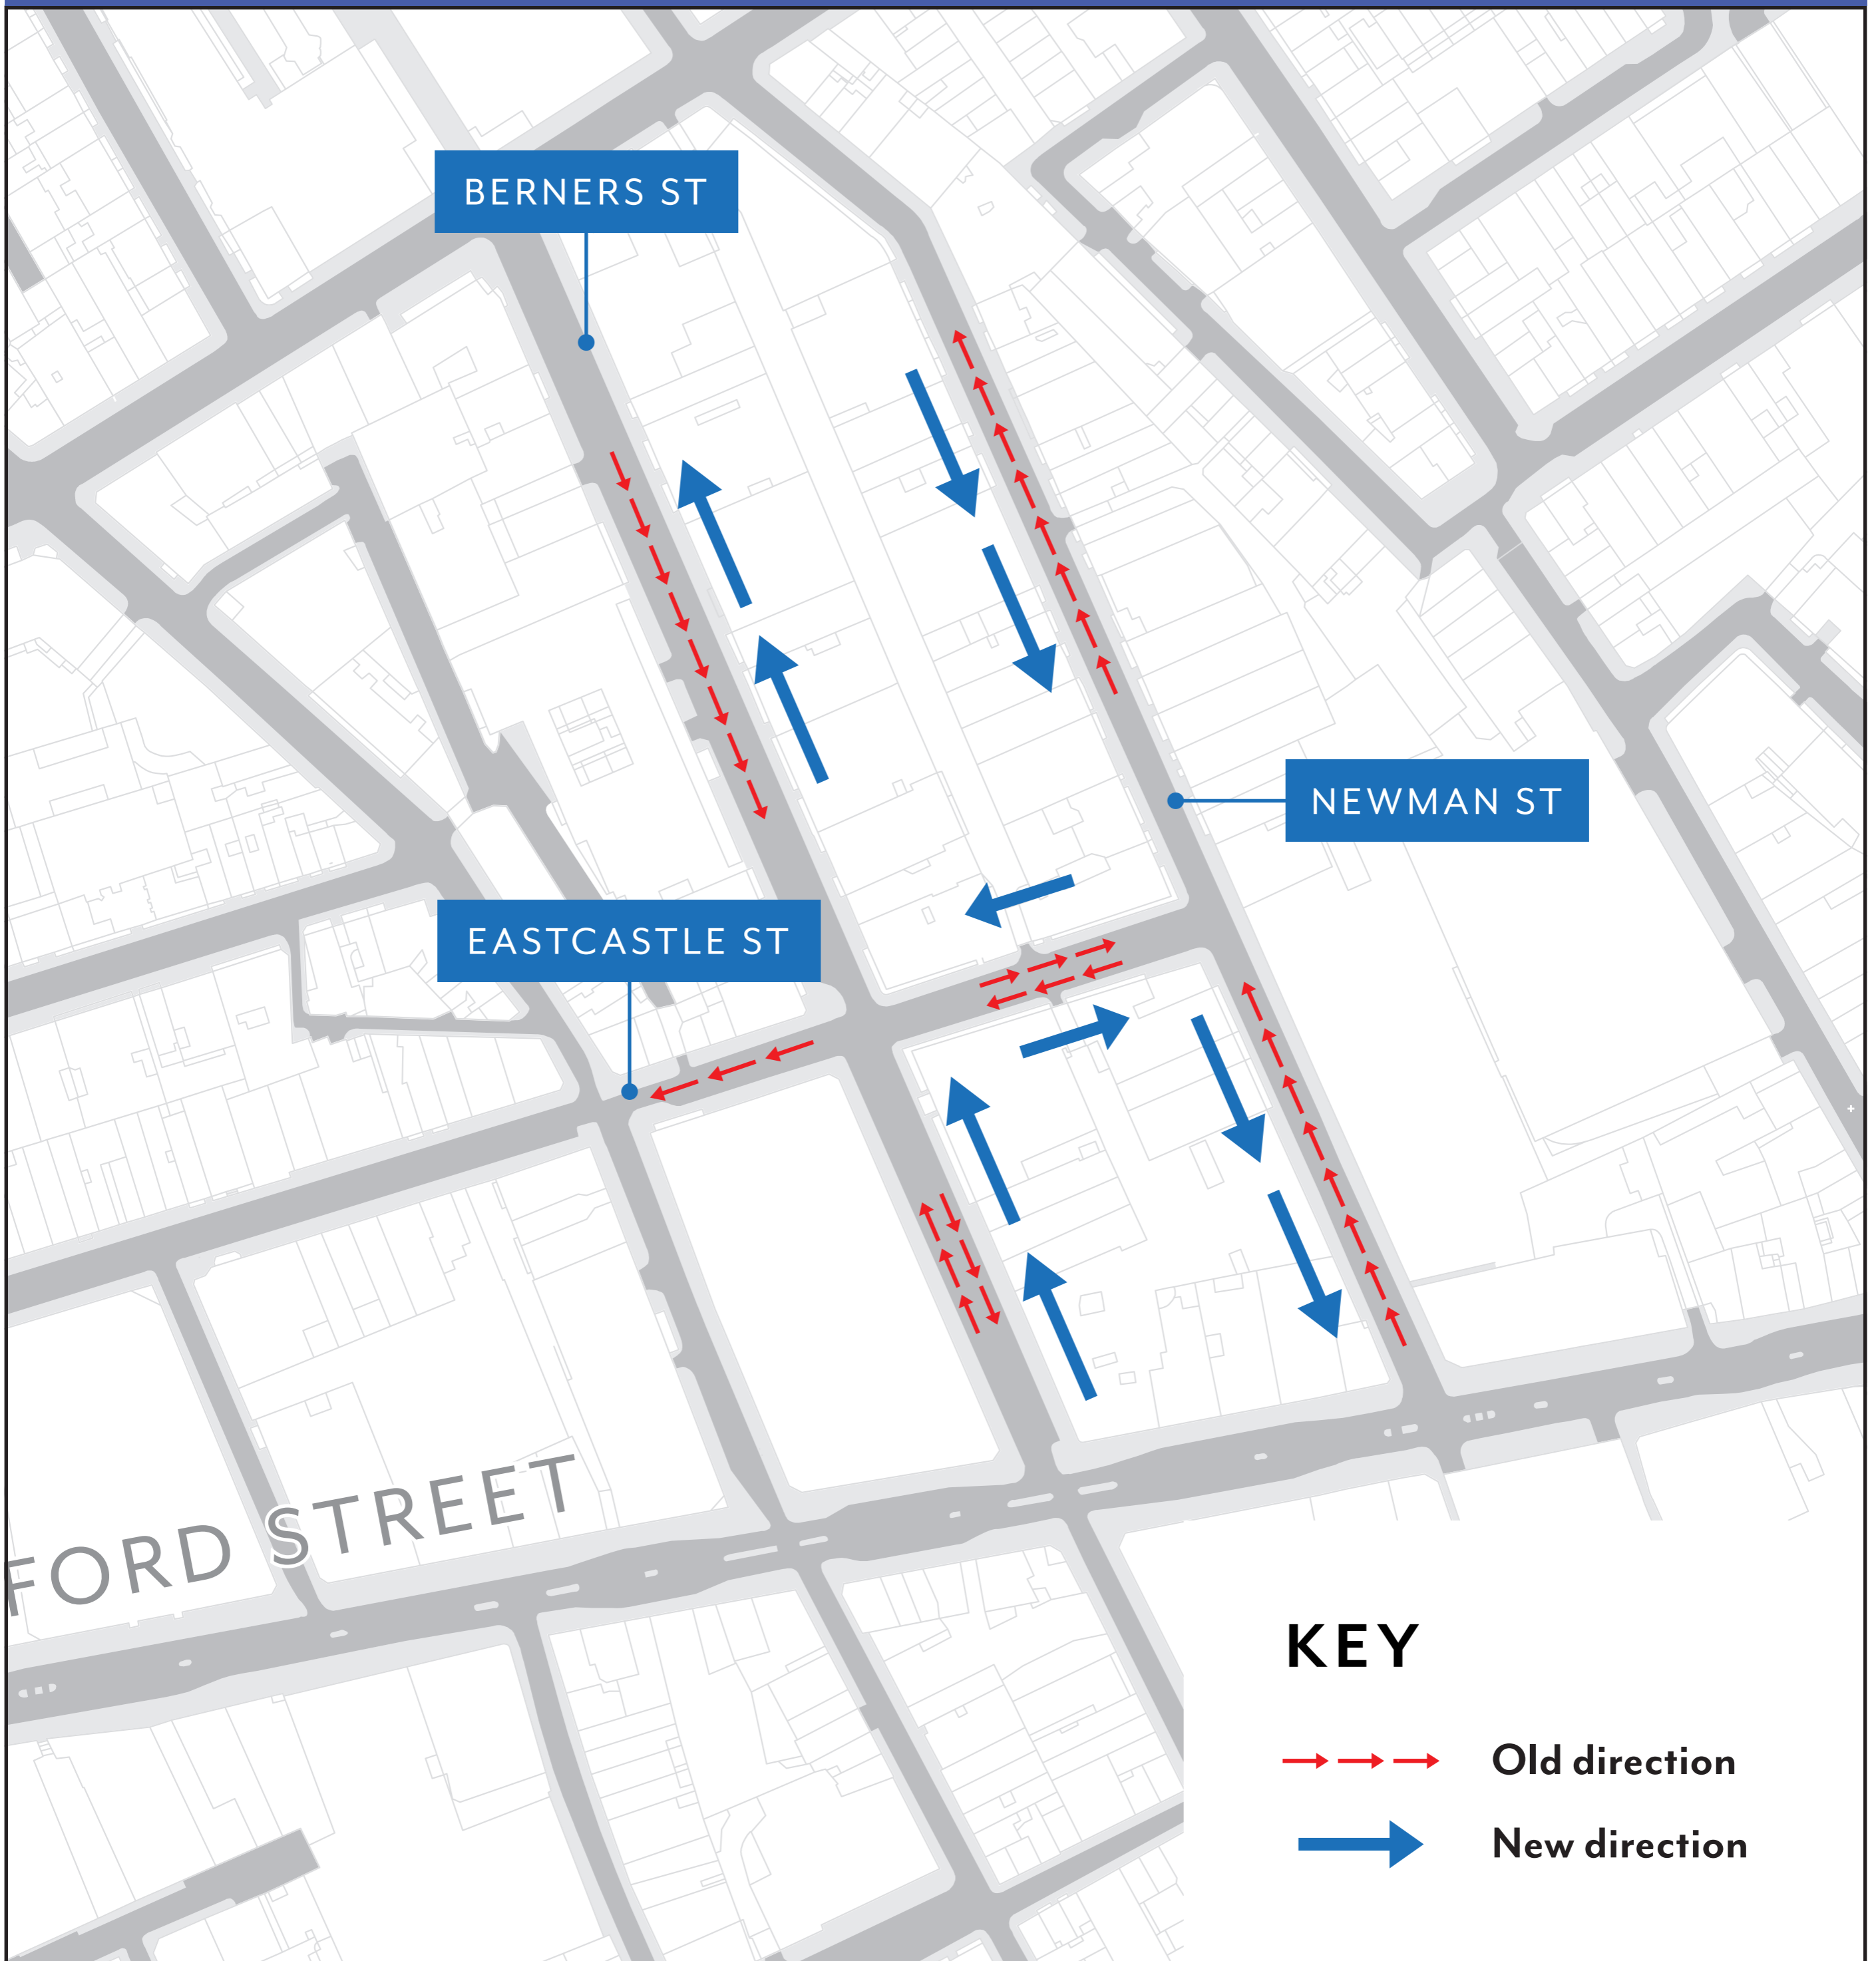 BERNERS ST
NEWMAN ST
EASTCASTLE ST
FORD STREET
KEY
Old direction
New direction